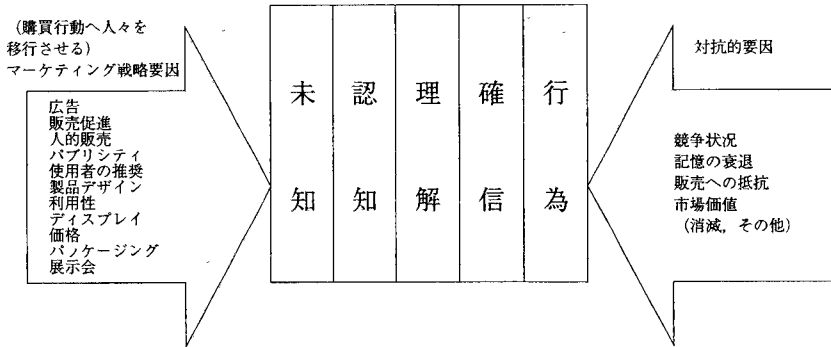 (購買行動へ人々を
移行させる)
マーケティング戦略要因
広告
販売促進
人的販売
パブリシティ
使用者の推奨
製品デザイン
利用性
ディスプレイ
価格
パッケージング
展示会
未知
認知
理解
確信
行為
対抗的要因
競争状況
記憶の衰退
販売への抵抗
市場価値
(消滅,その他)